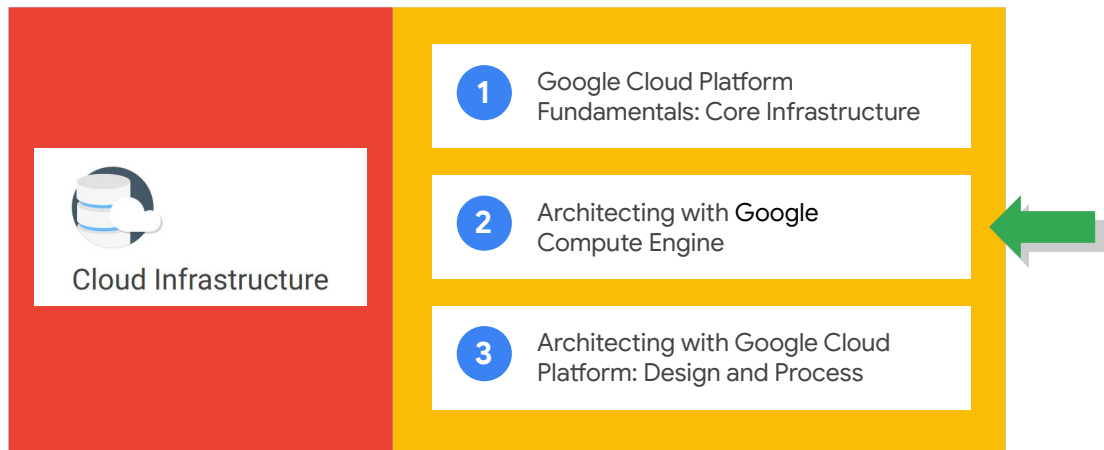 Cloud Infrastructure
1
Google Cloud Platform
Fundamentals: Core Infrastructure
2
Architecting with Google
Compute Engine
3
Architecting with Google Cloud
Platform: Design and Process